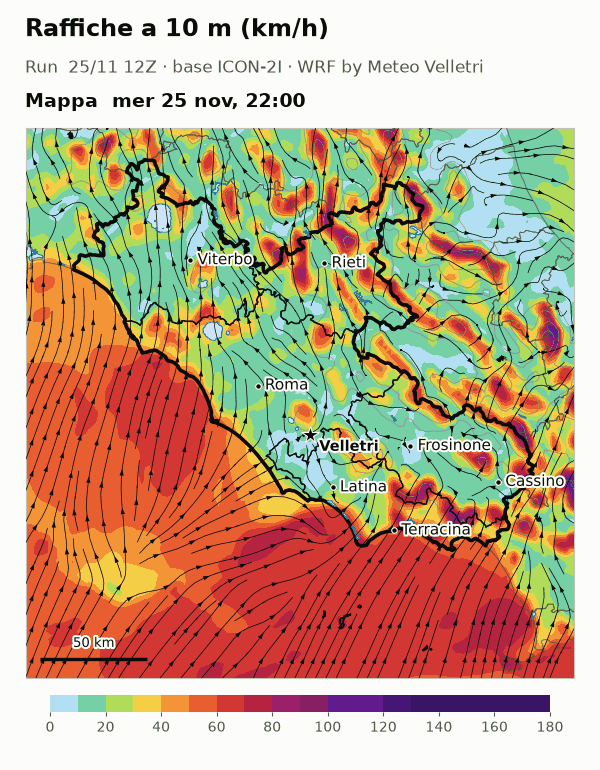 Raffiche a 10 m (km/h)
Run  25/11 12Z · base ICON-2I · WRF by Meteo Velletri
Mappa  mer 25 nov, 22:00
Viterbo
Rieti
Roma
Velletri
Frosinone
Latina
Cassino
Terracina
50 km
0 20 40 60 80 100 120 140 160 180